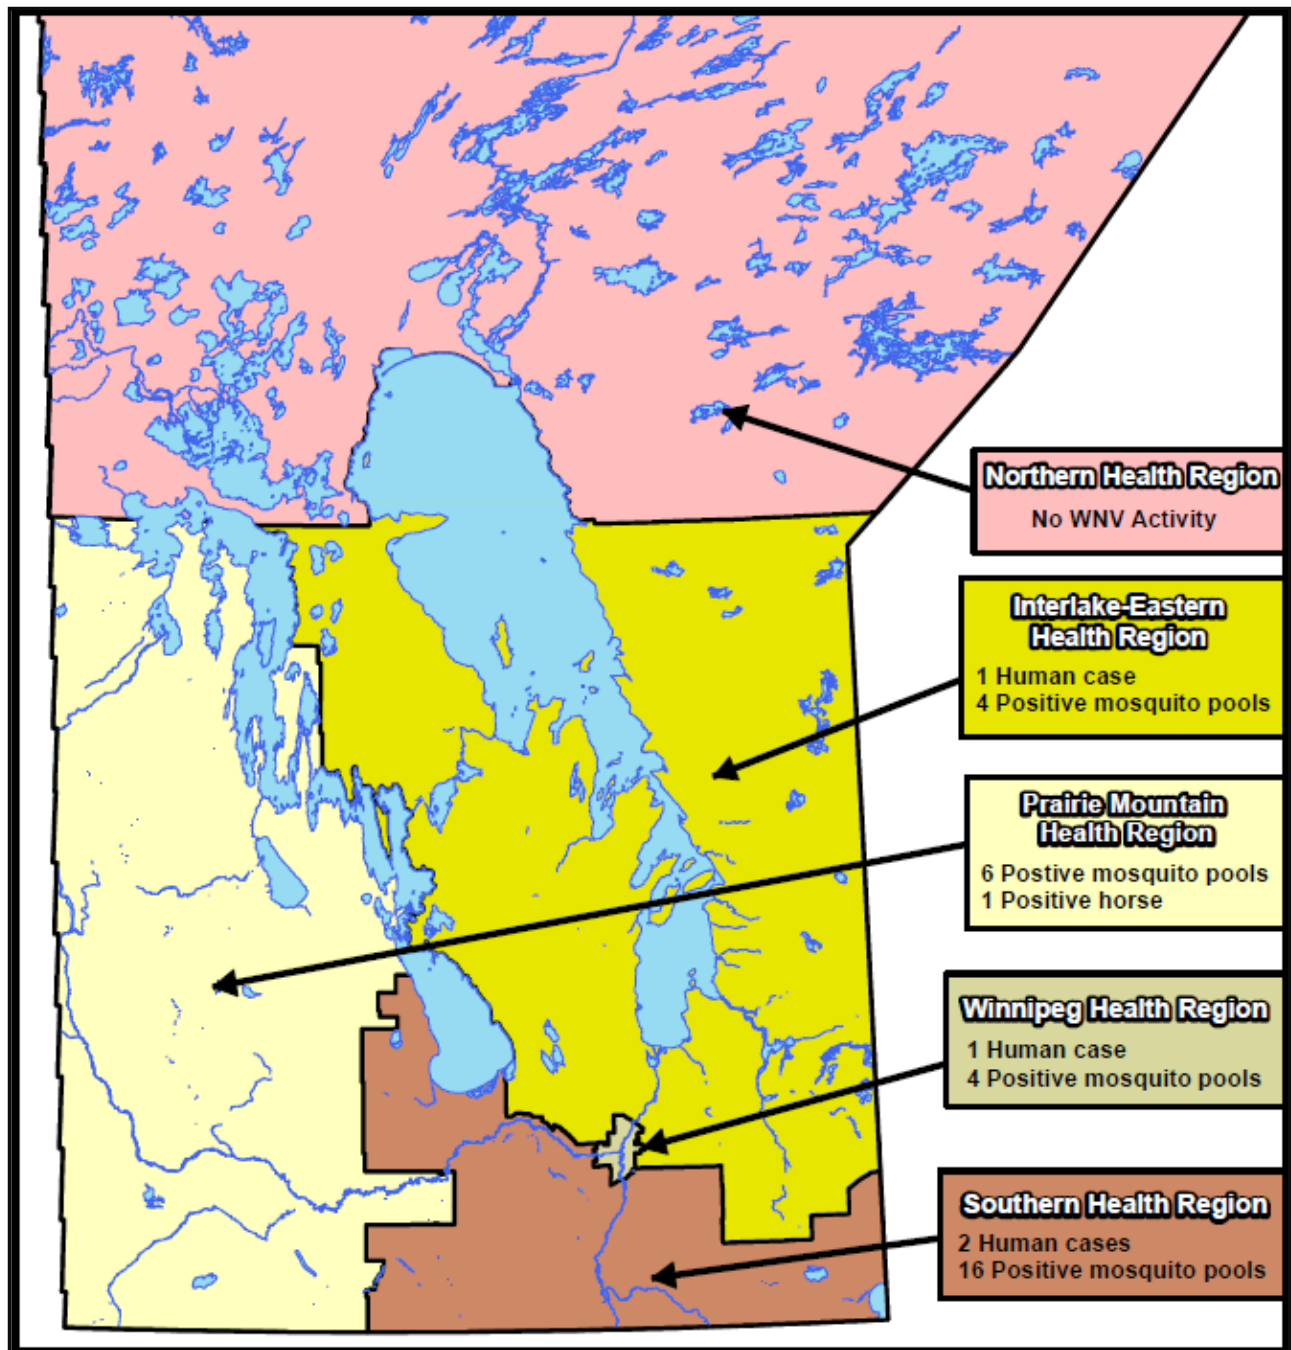 Northern Health Region
No WNV Activity
Interlake-Eastern
Health Region
1 Human case
4 Positive mosquito pools
Prairie Mountain
Health Region
6 Postive mosquito pools
1 Positive horse
Winnipeg Health Region
1 Human case
4 Positive mosquito pools
Southern Health Region
2 Human cases
16 Positive mosquito pools